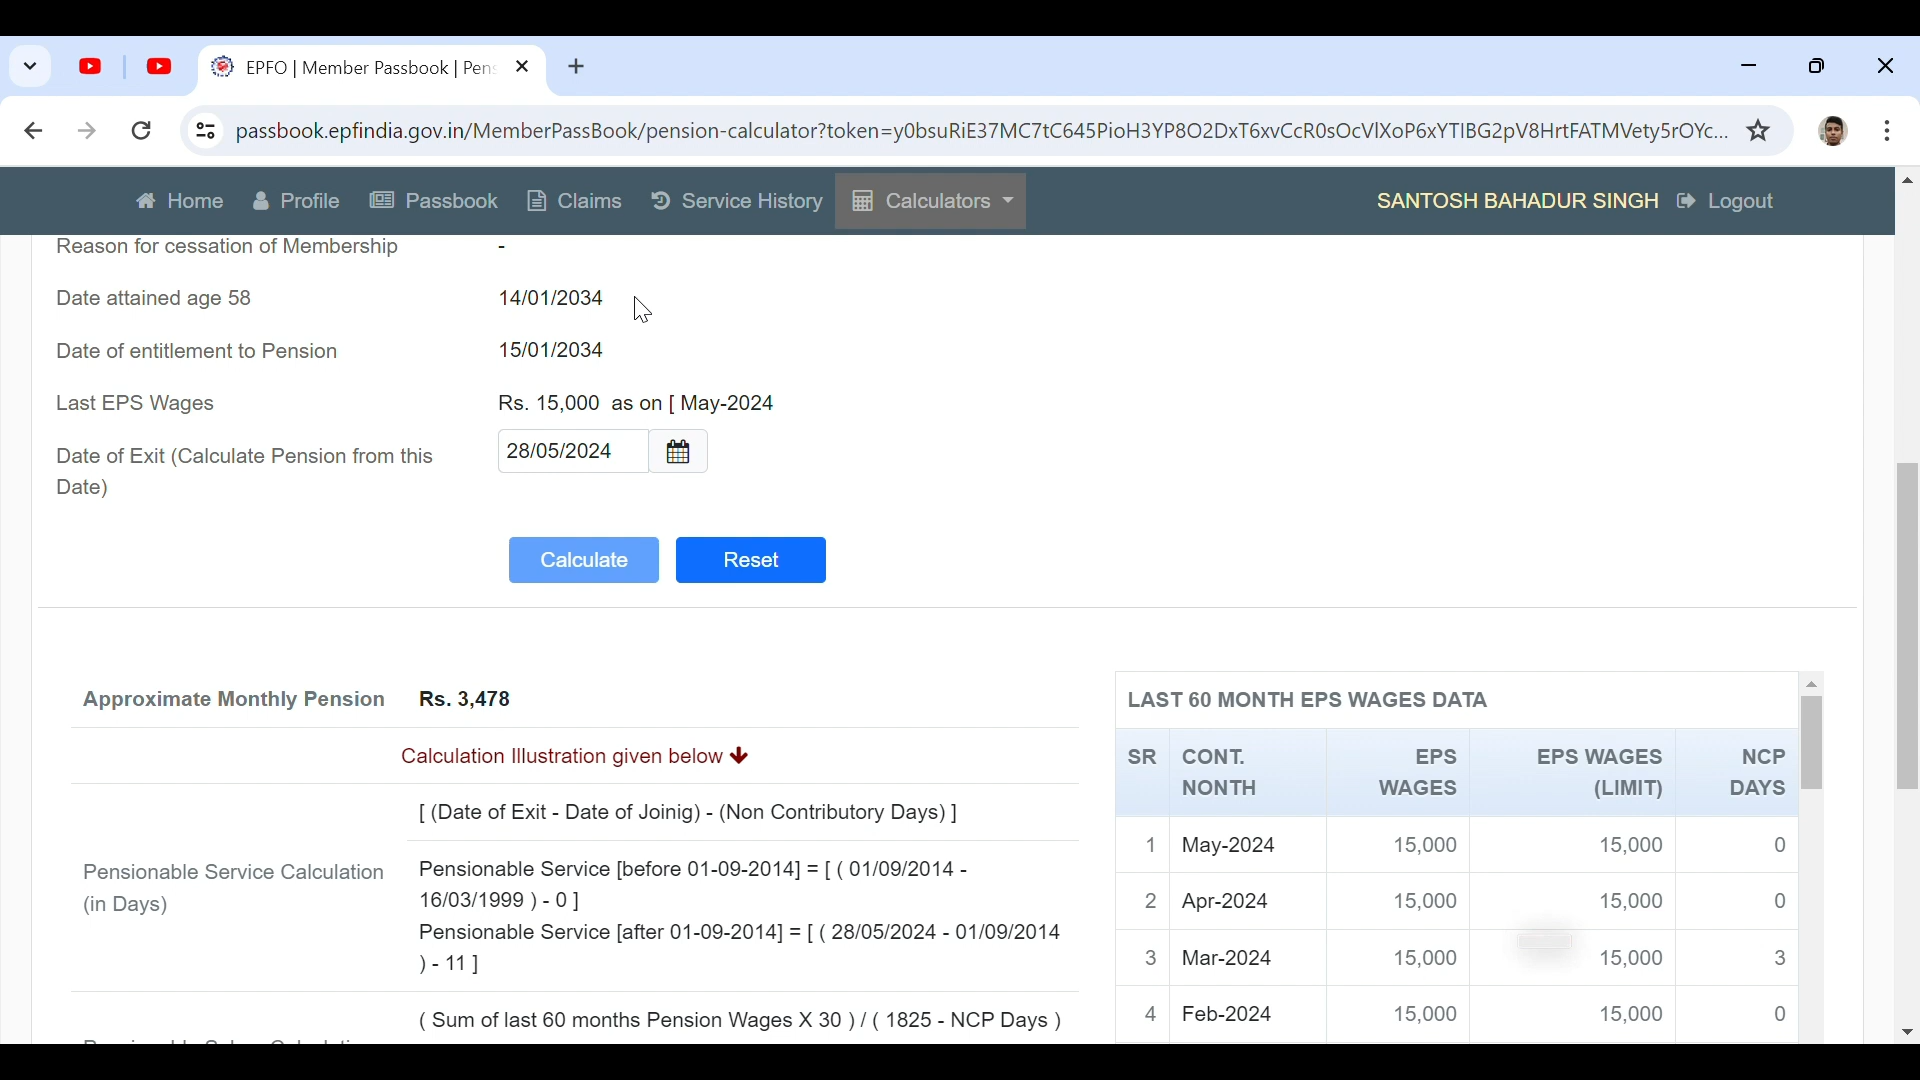 EPFO | Member Passbook | Pen
passbook.epfindia.gov.in/MemberPassBook/pension-calculator?token=y0bsuRiE37MC7tC645PioH3YP8O2DxT6xvCcR0sOcVlXoP6xYTIBG2pV8HrtFATMVety5rOYc...
Home Profile Passbook Claims Service History Calculators SANTOSH BAHADUR SINGH Logout
Reason for cessation of Membership -
Date attained age 58 14/01/2034
Date of entitlement to Pension 15/01/2034
Last EPS Wages Rs. 15,000 as on [ May-2024
Date of Exit (Calculate Pension from this 28/05/2024
Date)
Calculate Reset
Approximate Monthly Pension Rs. 3,478
Calculation Illustration given below
[ (Date of Exit - Date of Joinig) - (Non Contributory Days) ]
Pensionable Service Calculation
(in Days)
Pensionable Service [before 01-09-2014] = [ ( 01/09/2014 -
16/03/1999 ) - 0 ]
Pensionable Service [after 01-09-2014] = [ ( 28/05/2024 - 01/09/2014
) - 11 ]
( Sum of last 60 months Pension Wages X 30 ) / ( 1825 - NCP Days )
LAST 60 MONTH EPS WAGES DATA
SR CONT. EPS EPS WAGES NCP
NONTH WAGES (LIMIT) DAYS
1 May-2024 15,000 15,000 0
2 Apr-2024 15,000 15,000 0
3 Mar-2024 15,000 15,000 3
4 Feb-2024 15,000 15,000 0